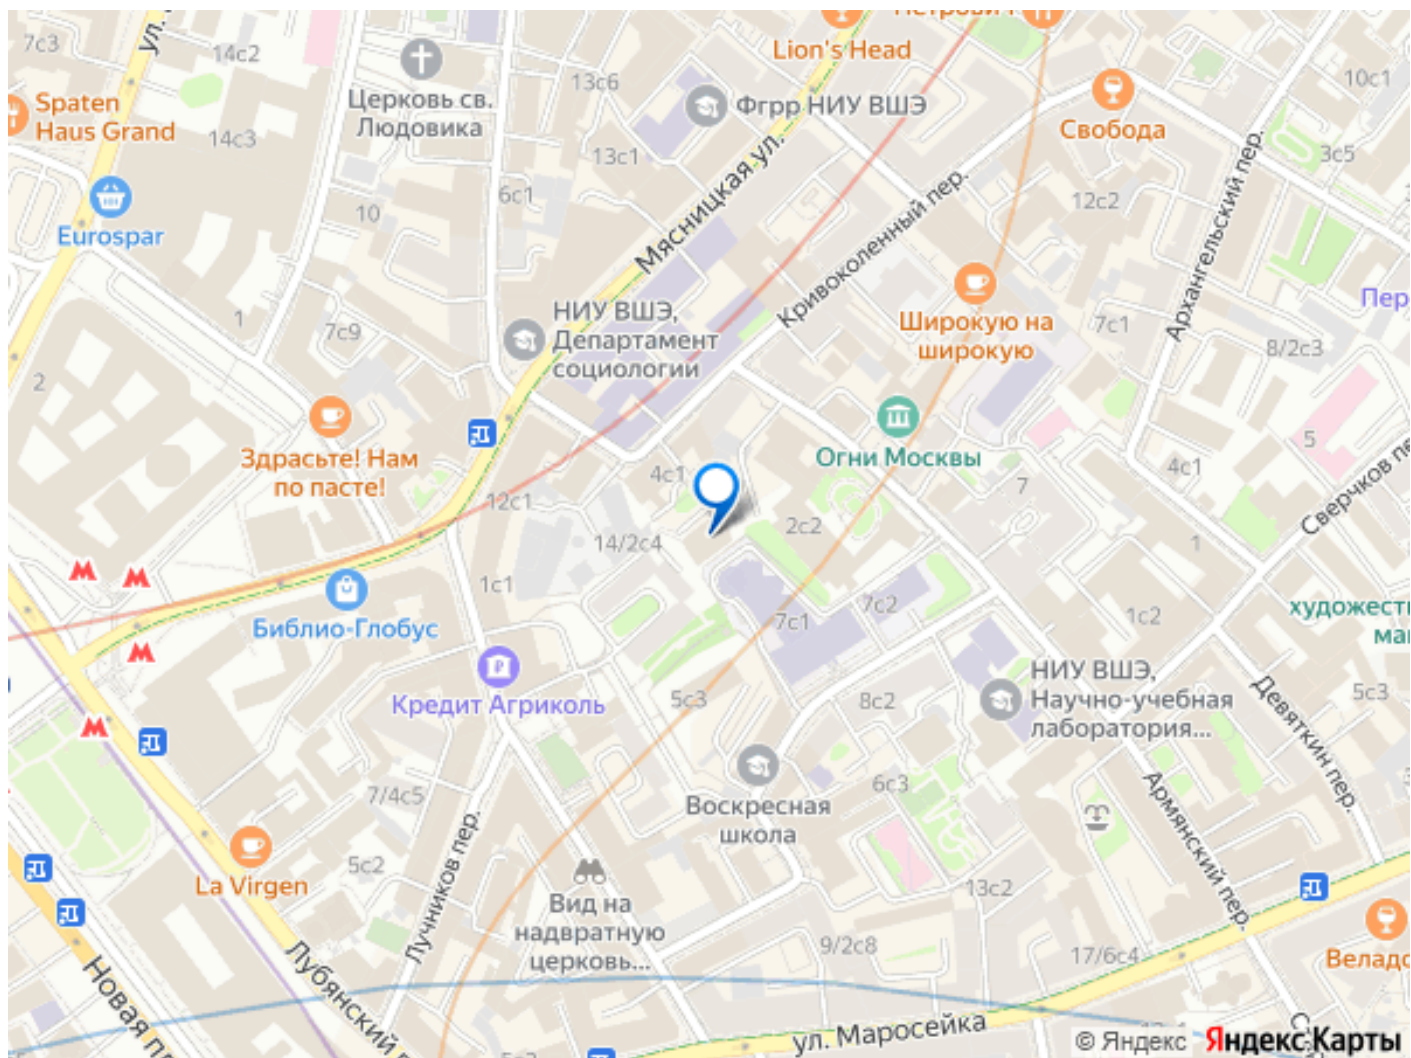 7с3
ул.
14с2
Spaten
Haus Grand
14с3
Eurospar
Церковь св.
Людовика
10
6с1
13с6
13с1
Lion's Head
Фгрр НИУ ВШЭ
Мясницкая ул.
Свобода
10с1
3с5
12с2
Архангельский пер.
Кривоколенный пер.
Широкую на
широкую
7с1
8/2с3
1
7с9
2
НИУ ВШЭ,
Департамент
социологии
Здрасьте! Нам
по пасте!
Огни Москвы
5
4с1
12с1
4с1
7
Сверчков
14/2с4
2с2
1
1с1
Библио-Глобус
7с1
7с2
1с2
Кредит Агриколь
5с3
8с2
НИУ ВШЭ,
Научно-учебная
лаборатория...
5с3
Девяткин пер.
Воскресная
школа
6с3
Армянский пер.
7/4с5
Лучников пер.
5с2
La Virgen
Вид на
надвратную
церковь...
13с2
9/2с8
17/6с4
Лубянский
Новая
ул. Маросейка
© Яндекс Яндекс Карты